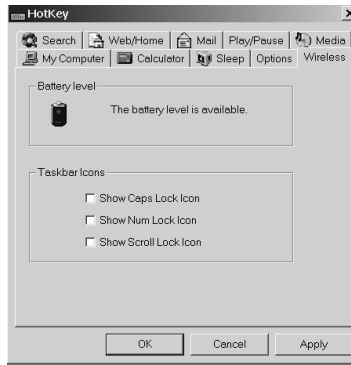 HotKey
Search Web/Home Mail Play/Pause Media
My Computer Calculator Sleep Options Wireless
Battery level
The battery level is available.
Taskbar Icons
Show Caps Lock Icon
Show Num Lock Icon
Show Scroll Lock Icon
OK Cancel Apply